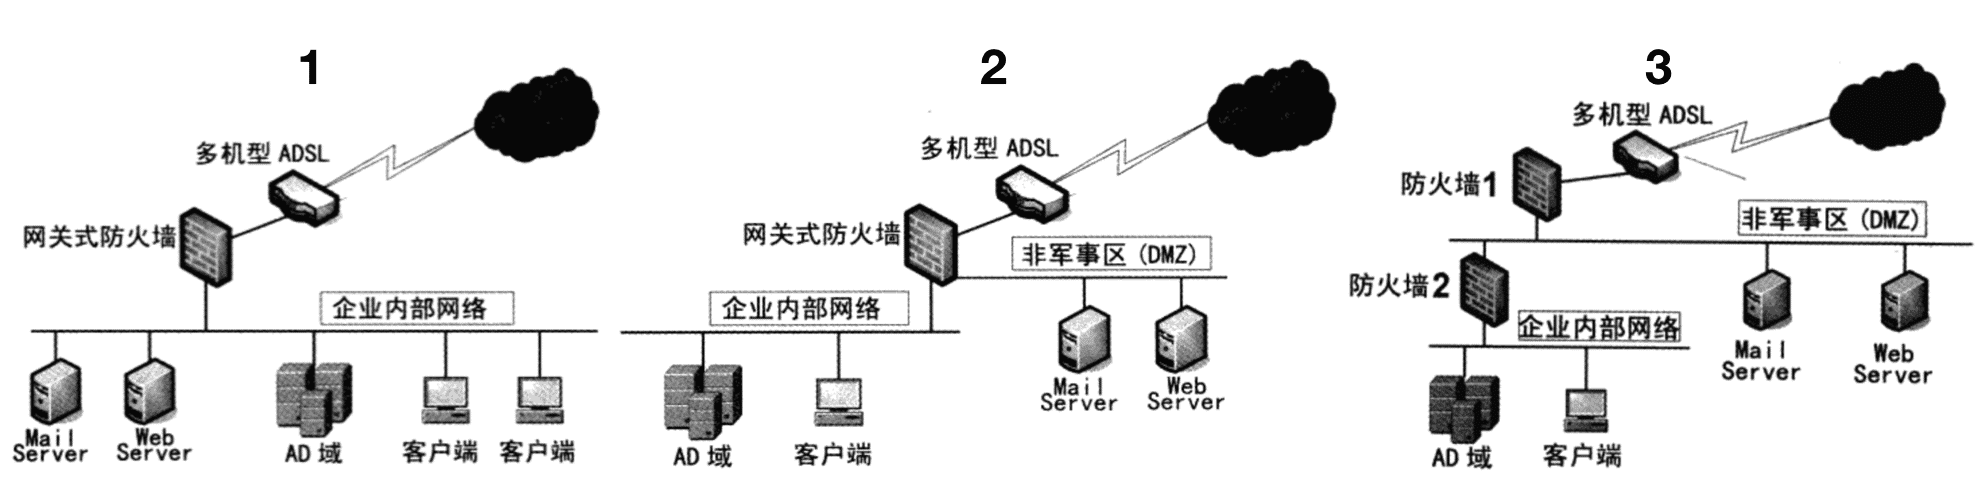 1
多机型 ADSL
网关式防火墙
企业内部网络
Mail
Server
Web
Server
AD 域
客户端
客户端
2
多机型 ADSL
网关式防火墙
非军事区 (DMZ)
企业内部网络
Mail
Server
Web
Server
AD 域
客户端
3
多机型 ADSL
防火墙1
非军事区 (DMZ)
防火墙2
企业内部网络
Mail
Server
Web
Server
AD 域
客户端